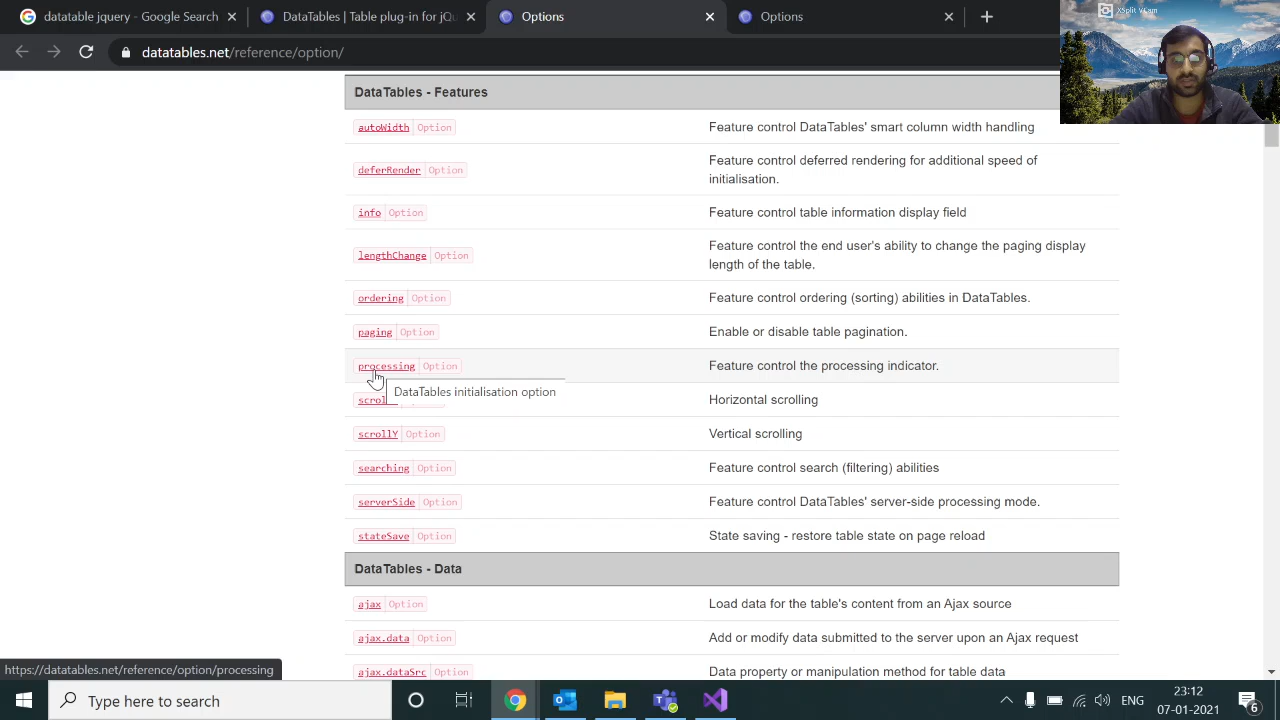 datatable jquery - Google Search
DataTables | Table plug-in for jQ
Options
Options
XSplit VCam
datatables.net/reference/option/
DataTables - Features
autoWidth Option
Feature control DataTables' smart column width handling
deferRender Option
Feature control deferred rendering for additional speed of
initialisation.
info Option
Feature control table information display field
lengthChange Option
Feature control the end user's ability to change the paging display
length of the table.
ordering Option
Feature control ordering (sorting) abilities in DataTables.
paging Option
Enable or disable table pagination.
processing Option
Feature control the processing indicator.
DataTables initialisation option
scrol
Horizontal scrolling
scrollY Option
Vertical scrolling
searching Option
Feature control search (filtering) abilities
serverSide Option
Feature control DataTables' server-side processing mode.
stateSave Option
State saving - restore table state on page reload
DataTables - Data
ajax Option
Load data for the table's content from an Ajax source
ajax.data Option
Add or modify data submitted to the server upon an Ajax request
ajax.dataSrc Option
Data property or manipulation method for table data
https://datatables.net/reference/option/processing
Type here to search
ENG
23:12
07-01-2021
6